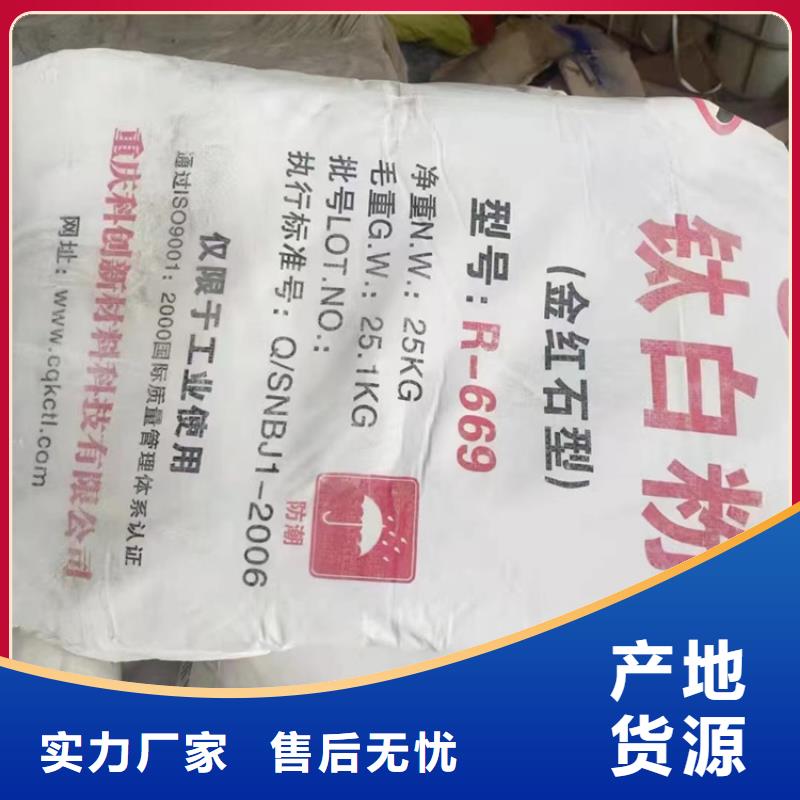 钛白粉
(金红石型)
型号：R-669
净重N.W.：25KG
毛重G.W.：25.1KG
批号LOT.NO.：
执行标准号：Q/SNBJ1-2006
防潮
仅限于工业使用
通过ISO9001：2000国际质量管理体系认证
重庆科创新材料科技有限公司
网址：www.cqkctl.com
产地
货源
实力厂家 售后无忧